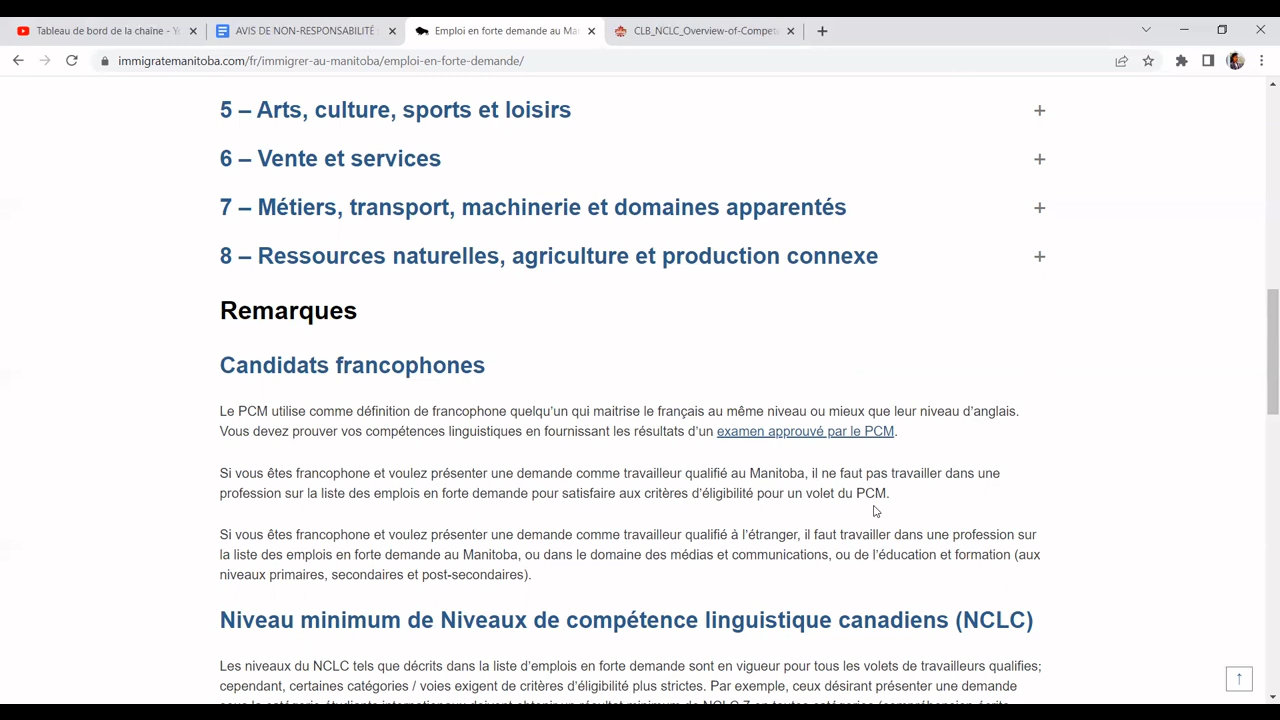 Tableau de bord de la chaîne - Y
AVIS DE NON-RESPONSABILITÉ
Emploi en forte demande au Ma
CLB_NCLC_Overview-of-Compet
immigratemanitoba.com/fr/immigrer-au-manitoba/emploi-en-forte-demande/
5 – Arts, culture, sports et loisirs
6 – Vente et services
7 – Métiers, transport, machinerie et domaines apparentés
8 – Ressources naturelles, agriculture et production connexe
Remarques
Candidats francophones
Le PCM utilise comme définition de francophone quelqu'un qui maitrise le français au même niveau ou mieux que leur niveau d'anglais.
Vous devez prouver vos compétences linguistiques en fournissant les résultats d'un examen approuvé par le PCM.
Si vous êtes francophone et voulez présenter une demande comme travailleur qualifié au Manitoba, il ne faut pas travailler dans une
profession sur la liste des emplois en forte demande pour satisfaire aux critères d'éligibilité pour un volet du PCM.
Si vous êtes francophone et voulez présenter une demande comme travailleur qualifié à l'étranger, il faut travailler dans une profession sur
la liste des emplois en forte demande au Manitoba, ou dans le domaine des médias et communications, ou de l'éducation et formation (aux
niveaux primaires, secondaires et post-secondaires).
Niveau minimum de Niveaux de compétence linguistique canadiens (NCLC)
Les niveaux du NCLC tels que décrits dans la liste d'emplois en forte demande sont en vigueur pour tous les volets de travailleurs qualifies;
cependant, certaines catégories / voies exigent de critères d'éligibilité plus strictes. Par exemple, ceux désirant présenter une demande